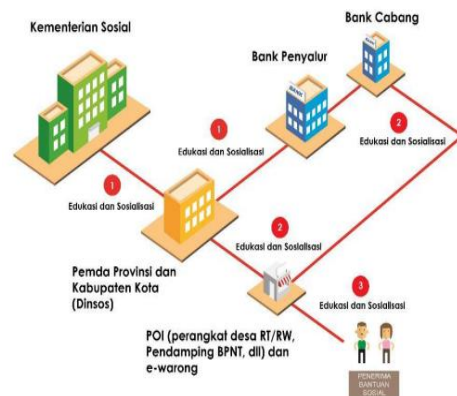 Kementerian Sosial
Bank Cabang
Bank Penyalur
BANK
1
Edukasi dan Sosialisasi
2
Edukasi dan Sosialisasi
1
Edukasi dan Sosialisasi
2
Edukasi dan Sosialisasi
Pemda Provinsi dan
Kabupaten Kota
(Dinsos)
3
Edukasi dan Sosialisasi
POI (perangkat desa RT/RW,
Pendamping BPNT, dll) dan
e-warong
PENERIMA
BANTUAN
SOSIAL